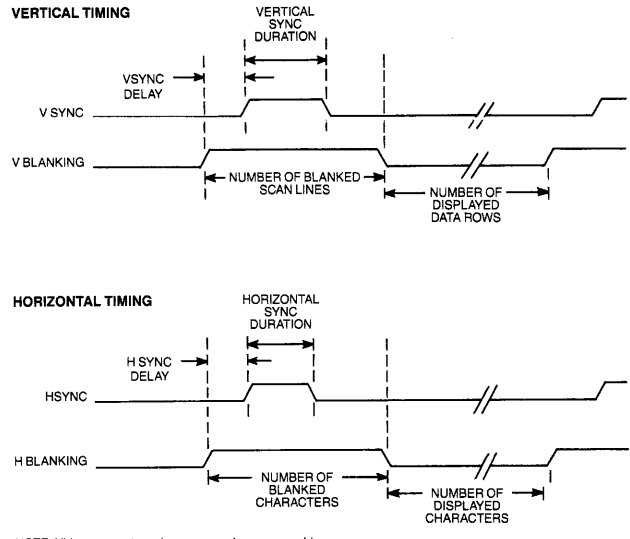 VERTICAL TIMING
VERTICAL
SYNC
DURATION
VSYNC
DELAY
V SYNC
V BLANKING
NUMBER OF BLANKED
SCAN LINES
NUMBER OF
DISPLAYED
DATA ROWS
HORIZONTAL TIMING
HORIZONTAL
SYNC
DURATION
H SYNC
DELAY
HSYNC
H BLANKING
NUMBER OF
BLANKED
CHARACTERS
NUMBER OF
DISPLAYED
CHARACTERS